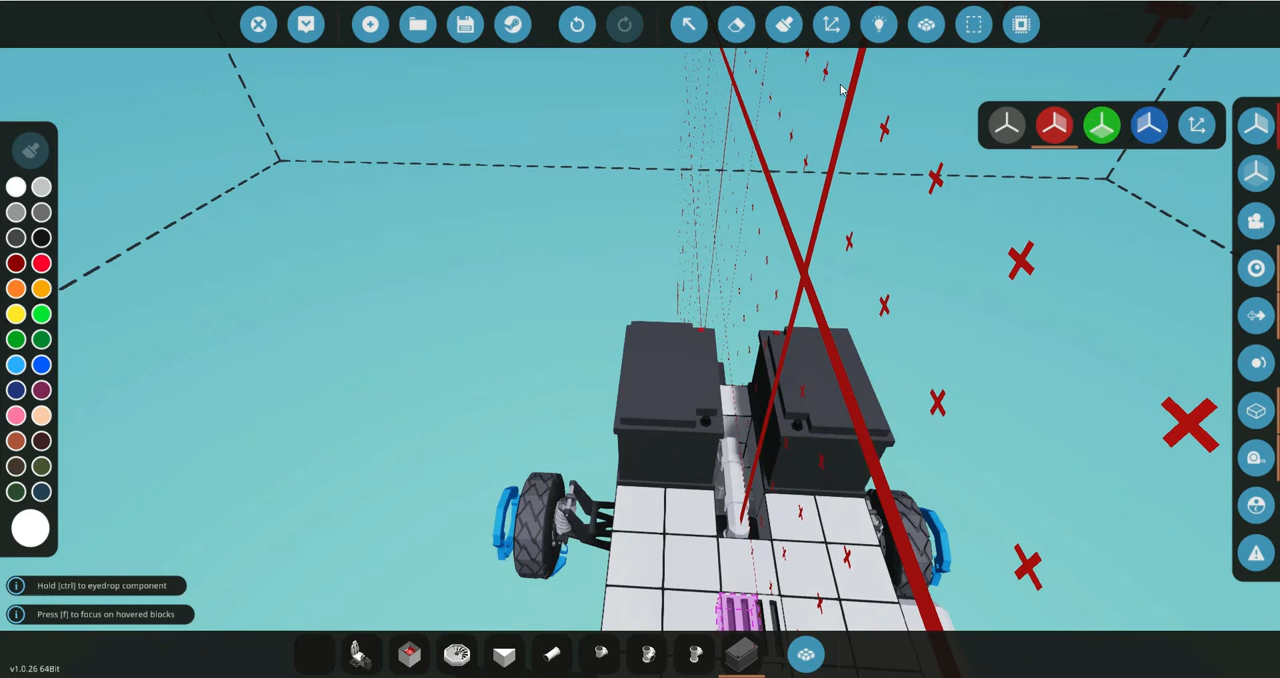 Hold [ctrl] to eyedrop component
Press [f] to focus on hovered blocks
v1.0.26 64Bit